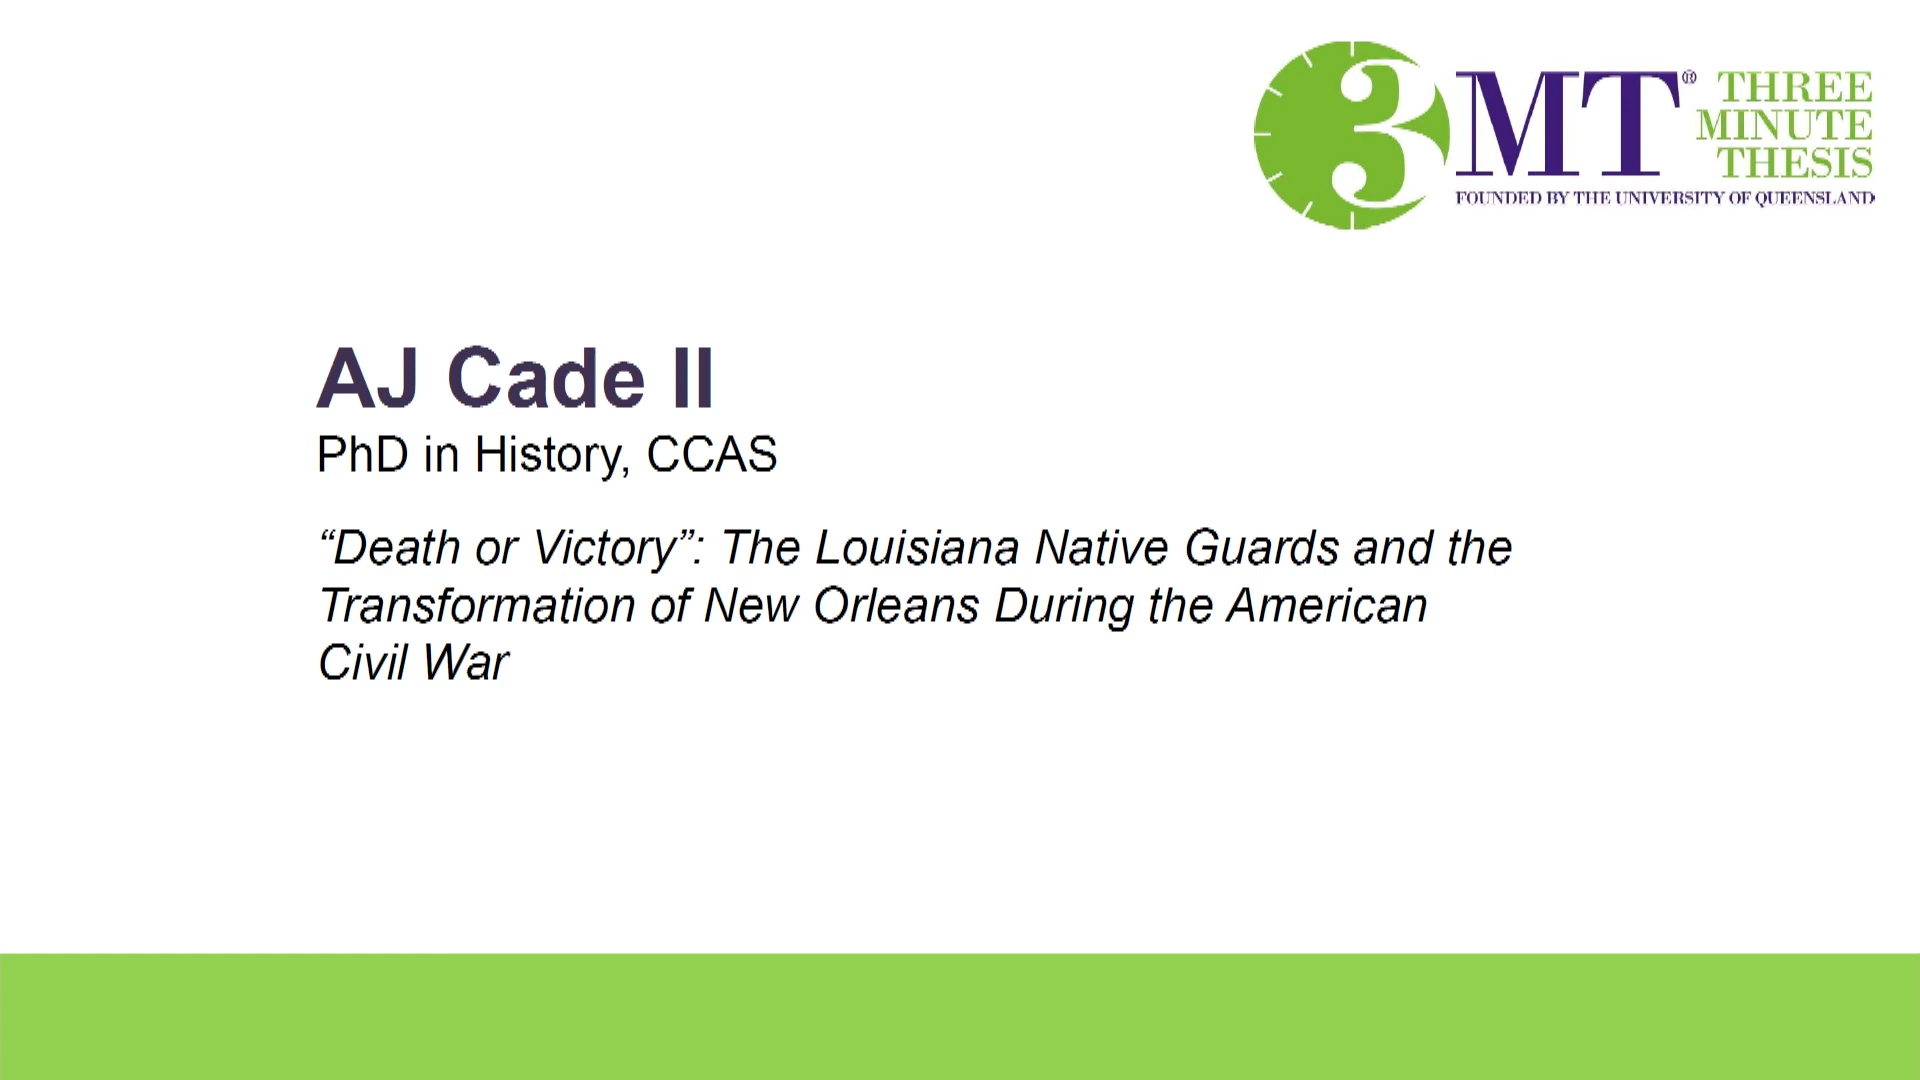 3MT® THREE
MINUTE
THESIS
FOUNDED BY THE UNIVERSITY OF QUEENSLAND
AJ Cade II
PhD in History, CCAS
“Death or Victory”: The Louisiana Native Guards and the
Transformation of New Orleans During the American
Civil War